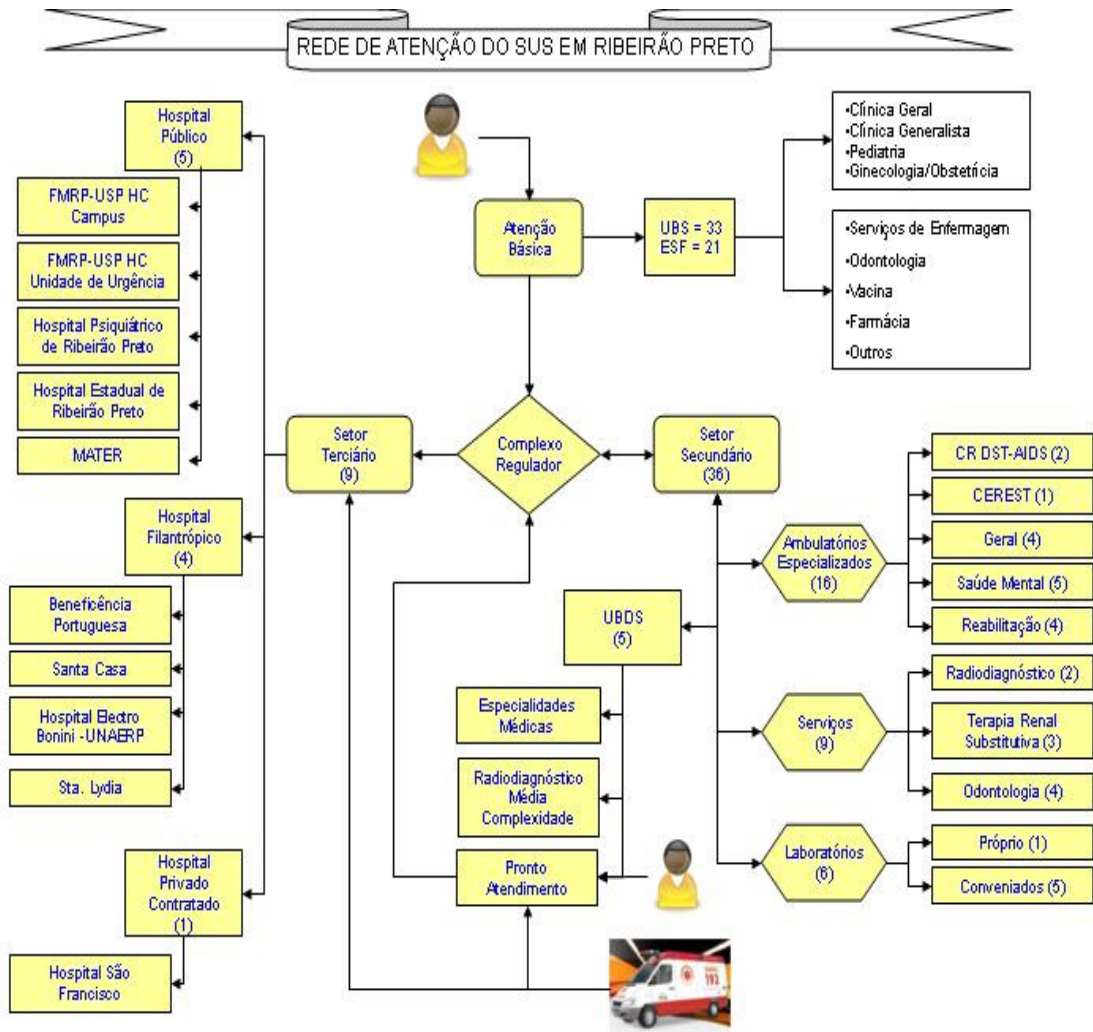 REDE DE ATENÇÃO DO SUS EM RIBEIRÃO PRETO
Hospital
Público
(5)
FMRP-USP HC
Campus
FMRP-USP HC
Unidade de Urgência
Hospital Psiquiátrico
de Ribeirão Preto
Hospital Estadual de
Ribeirão Preto
MATER
Hospital
Filantrópico
(4)
Beneficência
Portuguesa
Santa Casa
Hospital Electro
Bonini -UNAERP
Sta. Lydia
Hospital
Privado
Contratado
(1)
Hospital São
Francisco
Setor
Terciário
(9)
Atenção
Básica
UBS = 33
ESF = 21
•Clínica Geral
•Clínica Generalista
•Pediatria
•Ginecologia/Obstetrícia
•Serviços de Enfermagem
•Odontologia
•Vacina
•Farmácia
•Outros
Complexo
Regulador
Setor
Secundário
(36)
UBDS
(5)
Especialidades
Médicas
Radiodiagnóstico
Média
Complexidade
Pronto
Atendimento
192
Ambulatórios
Especializados
(16)
CR DST-AIDS (2)
CEREST (1)
Geral (4)
Saúde Mental (5)
Reabilitação (4)
Serviços
(9)
Radiodiagnóstico (2)
Terapia Renal
Substitutiva (3)
Odontologia (4)
Laboratórios
(6)
Próprio (1)
Conveniados (5)